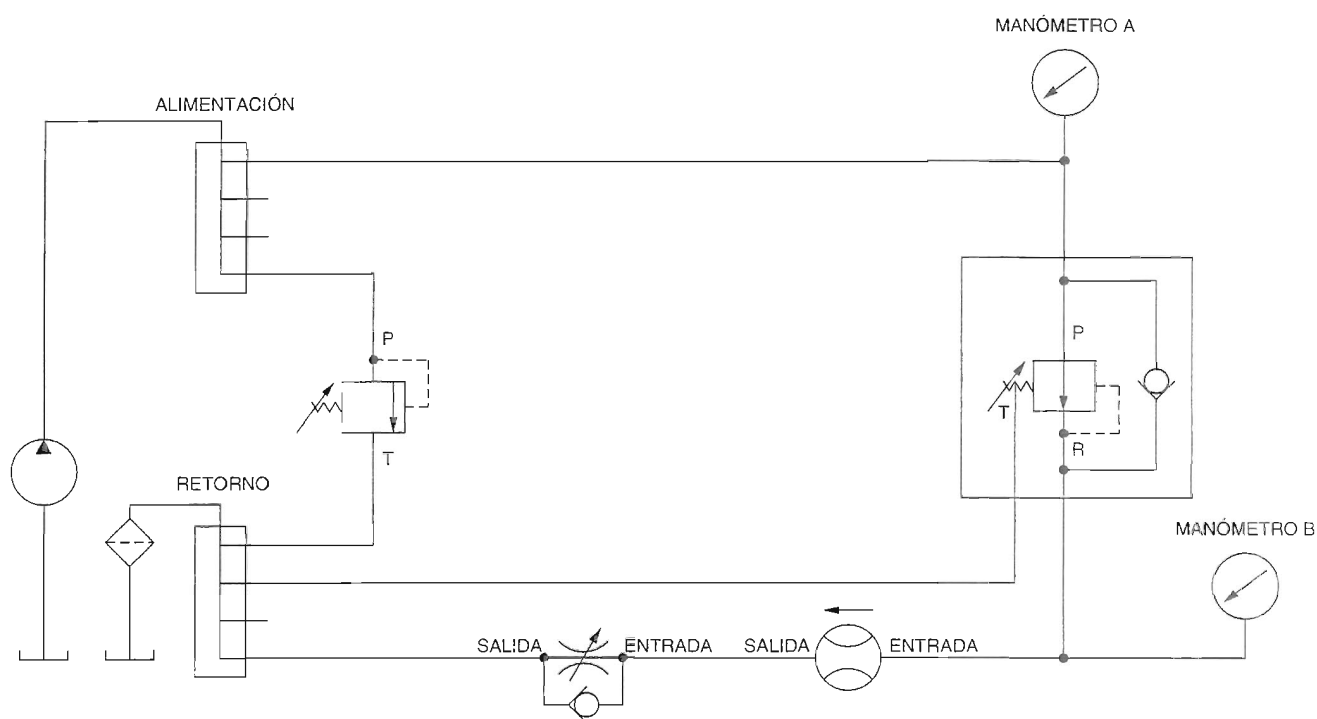 MANÓMETRO A
ALIMENTACIÓN
P
P
T
T
R
RETORNO
MANÓMETRO B
SALIDA
ENTRADA
SALIDA
ENTRADA